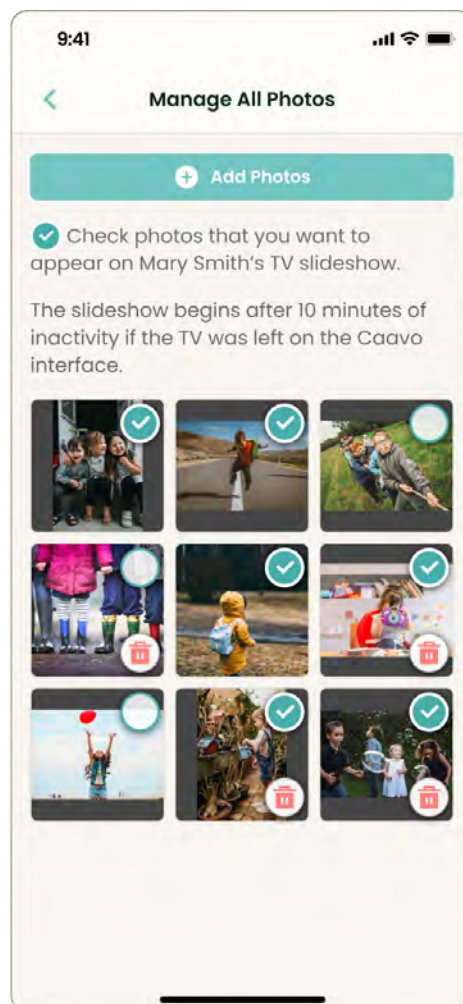 9:41
Manage All Photos
Add Photos
Check photos that you want to
appear on Mary Smith's TV slideshow.
The slideshow begins after 10 minutes of
inactivity if the TV was left on the Caavo
interface.